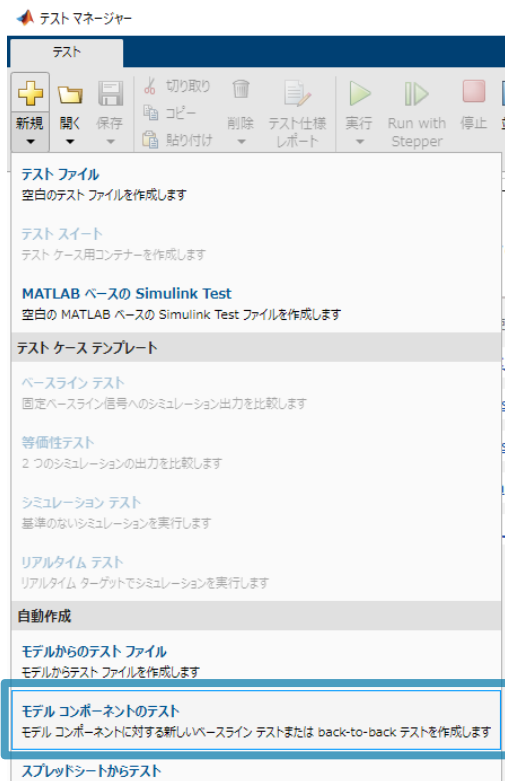 テスト マネージャー
テスト
新規
開く
保存
切り取り
コピー
貼り付け
削除
テスト仕様
レポート
実行
Run with
Stepper
停止
テスト ファイル
空白のテスト ファイルを作成します
テスト スイート
テスト ケース用コンテナーを作成します
MATLAB ベースの Simulink Test
空白の MATLAB ベースの Simulink Test ファイルを作成します
テスト ケース テンプレート
ベースライン テスト
固定ベースライン信号へのシミュレーション出力を比較します
等価性テスト
2 つのシミュレーションの出力を比較します
シミュレーション テスト
基準のないシミュレーションを実行します
リアルタイム テスト
リアルタイム ターゲットでシミュレーションを実行します
自動作成
モデルからのテスト ファイル
モデルからテスト ファイルを作成します
モデル コンポーネントのテスト
モデル コンポーネントに対する新しいベースライン テストまたは back-to-back テストを作成します
スプレッドシートからテスト